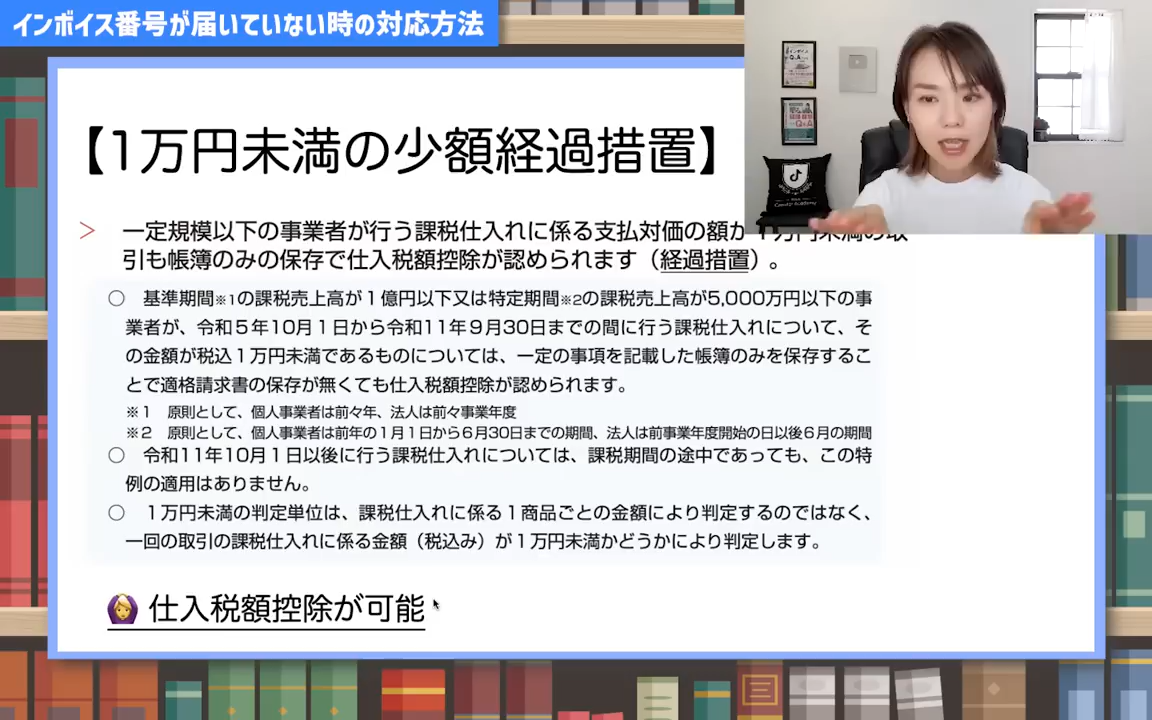 インボイス番号が届いていない時の対応方法
【1万円未満の少額経過措置】
一定規模以下の事業者が行う課税仕入れに係る支払対価の額が1万円未満の取
引も帳簿のみの保存で仕入税額控除が認められます（経過措置）。
○ 基準期間※1の課税売上高が１億円以下又は特定期間※2の課税売上高が5,000万円以下の事
業者が、令和５年10月１日から令和11年９月30日までの間に行う課税仕入れについて、そ
の金額が税込１万円未満であるものについては、一定の事項を記載した帳簿のみを保存するこ
とで適格請求書の保存が無くても仕入税額控除が認められます。
※１ 原則として、個人事業者は前々年、法人は前々事業年度
※２ 原則として、個人事業者は前年の１月１日から６月30日までの期間、法人は前事業年度開始の日以後６月の期間
○ 令和11年10月１日以後に行う課税仕入れについては、課税期間の途中であっても、この特
例の適用はありません。
○ １万円未満の判定単位は、課税仕入れに係る１商品ごとの金額により判定するのではなく、
一回の取引の課税仕入れに係る金額（税込み）が１万円未満かどうかにより判定します。
仕入税額控除が可能